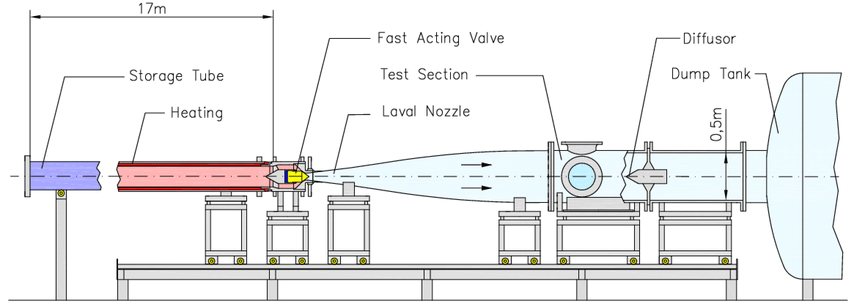 17m
Fast Acting Valve
Diffusor
Storage Tube
Test Section
Dump Tank
Heating
Laval Nozzle
0,5m